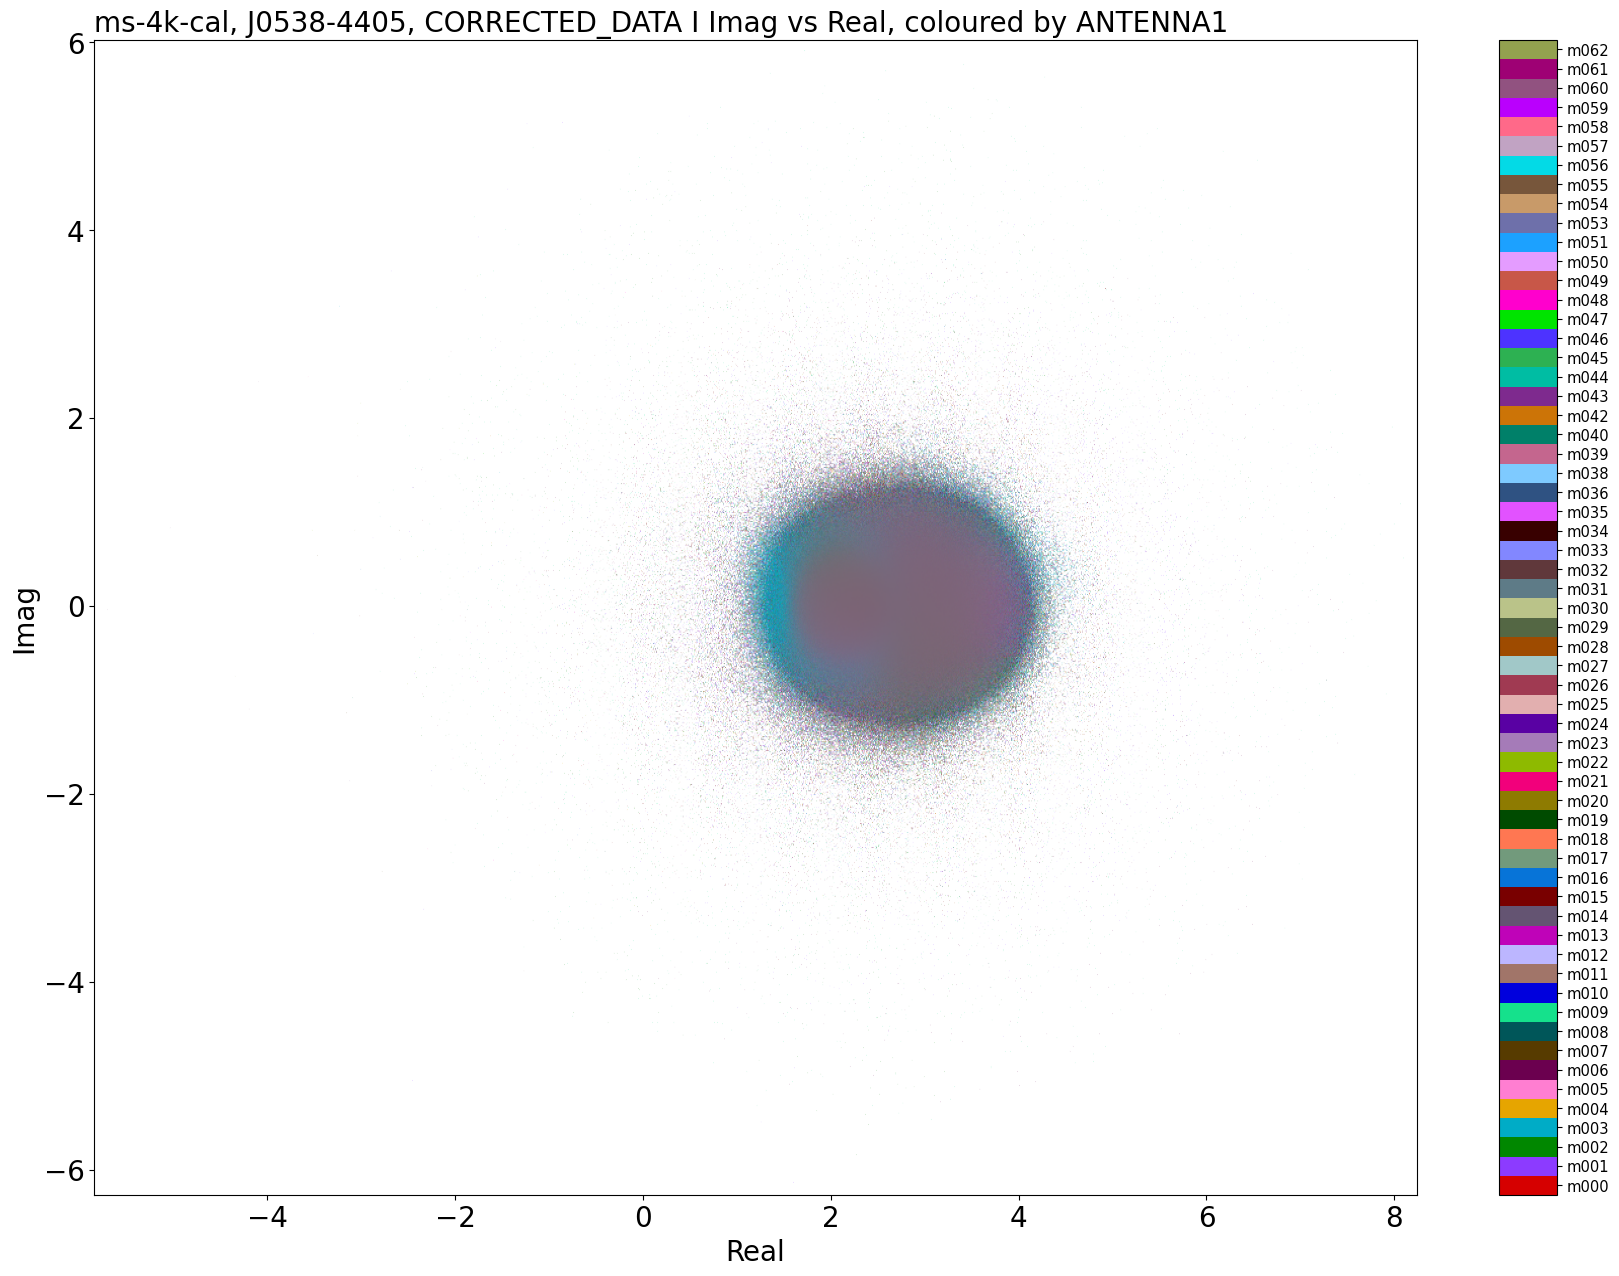 ms-4k-cal, J0538-4405, CORRECTED_DATA I Imag vs Real, coloured by ANTENNA1
6
4
2
0
−2
−4
−6
Imag
−4
−2
0
2
4
6
8
Real
m062
m061
m060
m059
m058
m057
m056
m055
m054
m053
m051
m050
m049
m048
m047
m046
m045
m044
m043
m042
m040
m039
m038
m036
m035
m034
m033
m032
m031
m030
m029
m028
m027
m026
m025
m024
m023
m022
m021
m020
m019
m018
m017
m016
m015
m014
m013
m012
m011
m010
m009
m008
m007
m006
m005
m004
m003
m002
m001
m000